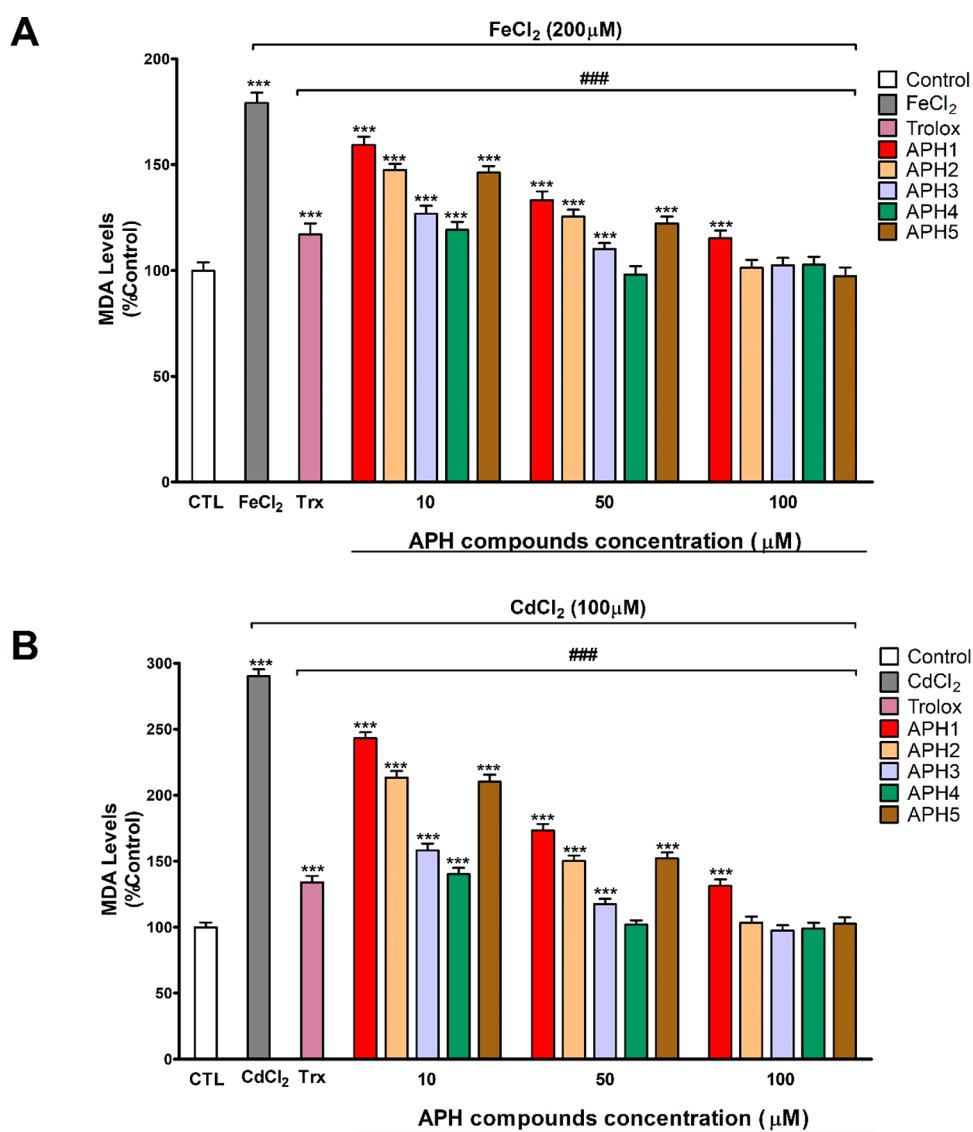 A
FeCl₂ (200μM)
###
MDA Levels
(%Control)
200
150
100
50
0
***
***
***
***
***
***
***
***
***
***
***
CTL
FeCl₂
Trx
10
50
100
APH compounds concentration (μM)
Control
FeCl₂
Trolox
APH1
APH2
APH3
APH4
APH5
B
CdCl₂ (100μM)
###
MDA Levels
(%Control)
300
250
200
150
100
50
0
***
***
***
***
***
***
***
***
***
***
***
***
CTL
CdCl₂
Trx
10
50
100
APH compounds concentration (μM)
Control
CdCl₂
Trolox
APH1
APH2
APH3
APH4
APH5